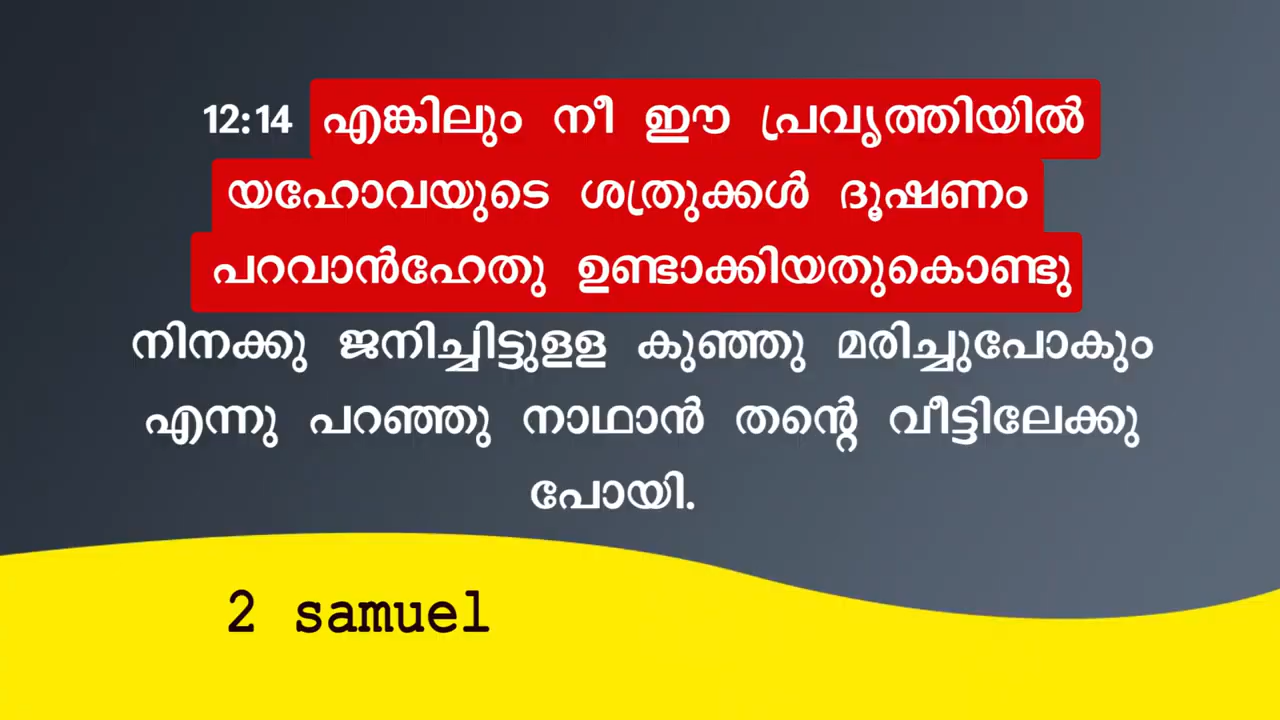 12:14 എങ്കിലും നീ ഈ പ്രവൃത്തിയിൽ
യഹോവയുടെ ശത്രുക്കൾ ദൂഷണം
പറവാൻഹേതു ഉണ്ടാക്കിയതുകൊണ്ടു
നിനക്കു ജനിച്ചിട്ടുളള കുഞ്ഞു മരിച്ചുപോകും
എന്നു പറഞ്ഞു നാഥാൻ തന്റെ വീട്ടിലേക്കു
പോയി.
2 samuel